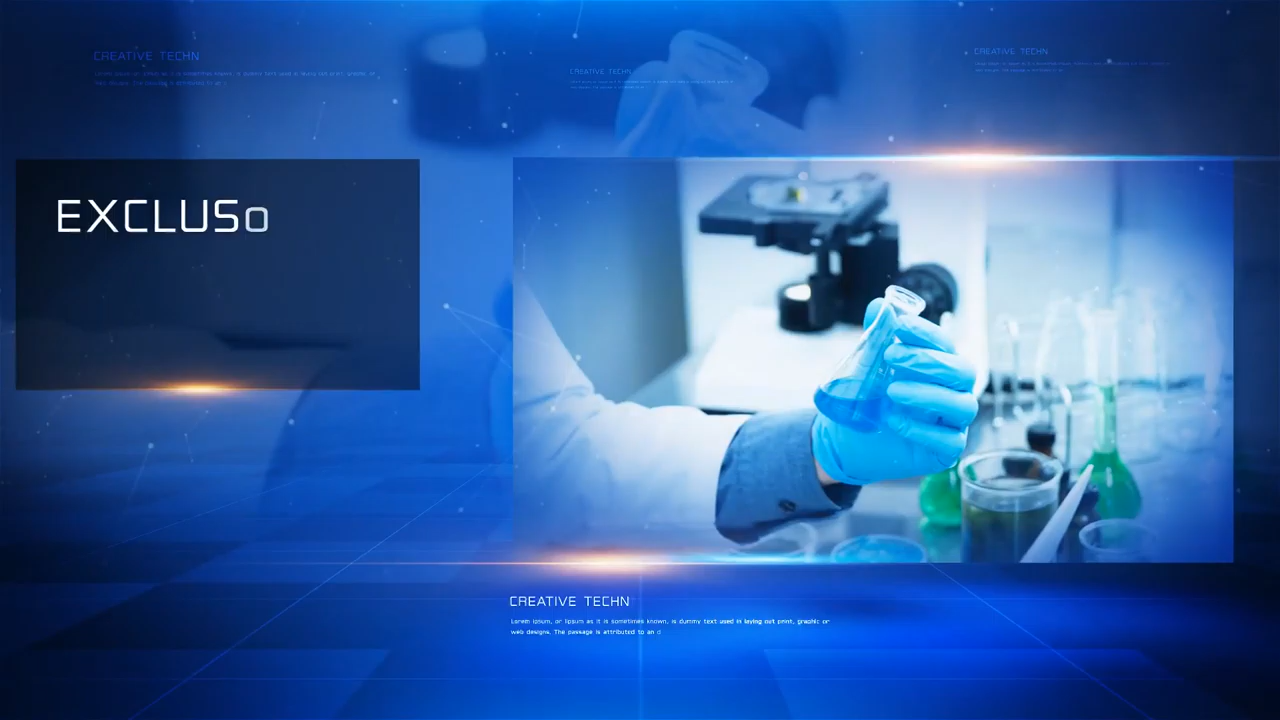 CREATIVE TECHN
CREATIVE TECHN
CREATIVE TECHN
EXCLUSo
CREATIVE TECHN
Lorem ipsum, or lipsum as it is sometimes known, is dummy text used in laying out print, graphic or
web designs. The passage is attributed to an